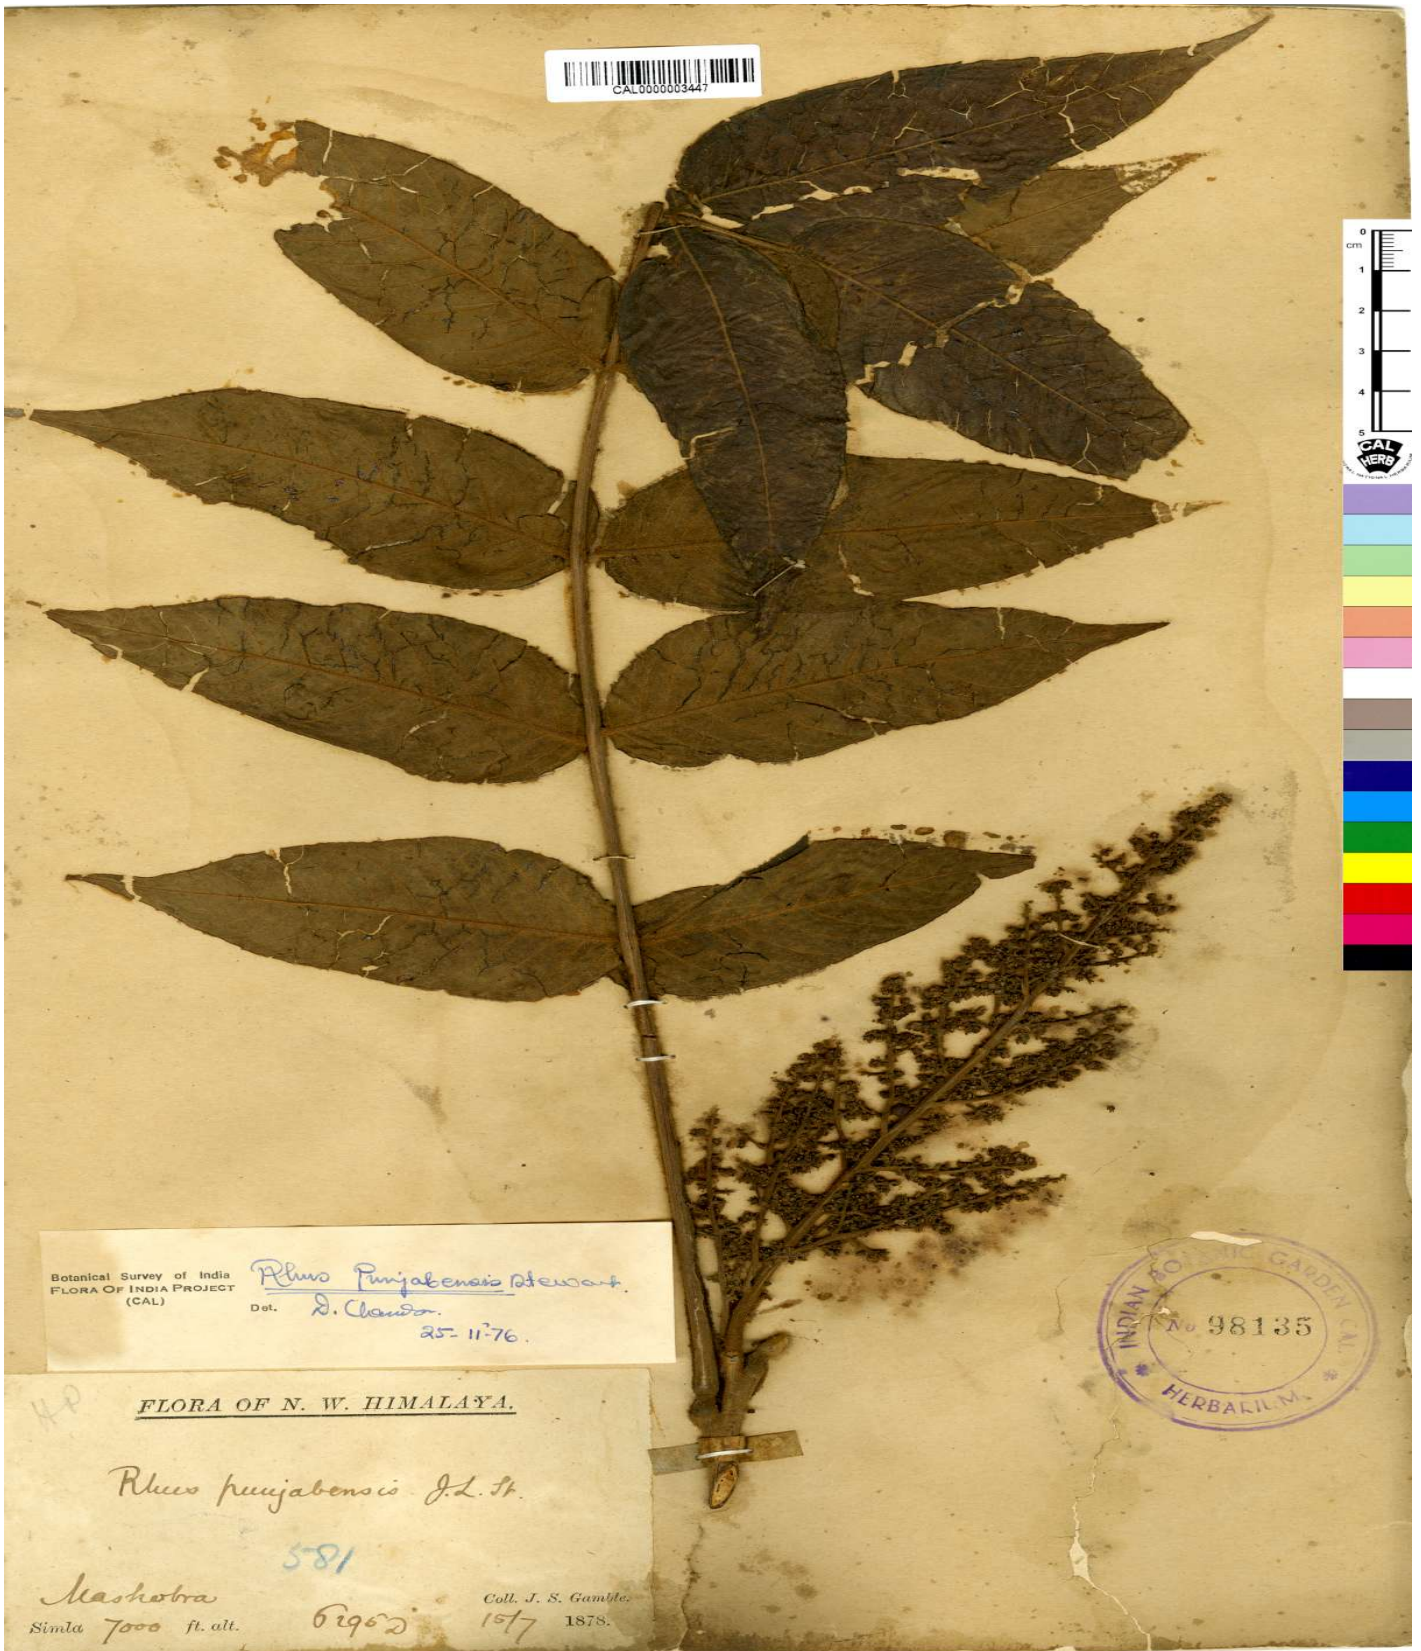 CAL0000003447
0
cm
1
2
3
4
5
CAL
HERB
Botanical Survey of India
FLORA OF INDIA PROJECT
(CAL)
Rhus Punjabensis Stewart.
Det. D. Chandra.
25-11-76.
INDIAN BOTANIC GARDEN CAL
No 98135
HERBARIUM
HP
FLORA OF N. W. HIMALAYA.
Rhus punjabensis J.L. St.
581
Mashobra
Coll. J. S. Gamble.
Simla 7000 ft. alt.
6296D
15/7 1878.